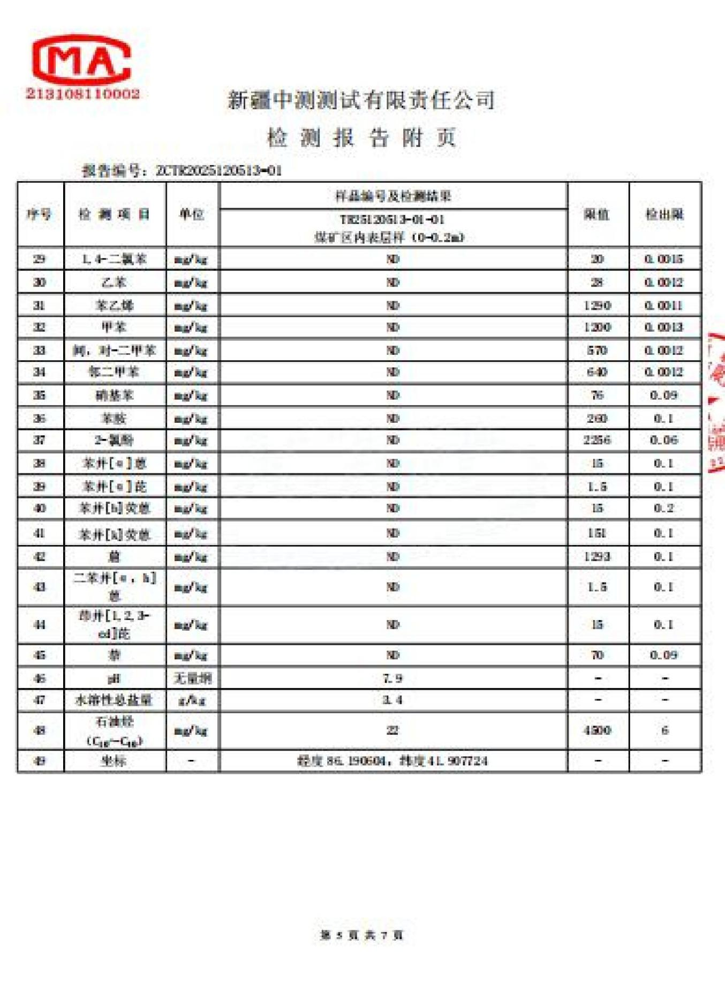 CMA
213108110002
新疆中测测试有限责任公司
检 测 报 告 附 页
报告编号：ZCTR2025120513-01
序号 检 测 项 目 单位 样品编号及检测结果 限值 检出限
TR25120513-01-01
煤矿区内表层样（0-0.2m）
29 1,4-二氯苯 mg/kg ND 20 0.0015
30 乙苯 mg/kg ND 28 0.0012
31 苯乙烯 mg/kg ND 1290 0.0011
32 甲苯 mg/kg ND 1200 0.0013
33 间，对-二甲苯 mg/kg ND 570 0.0012
34 邻二甲苯 mg/kg ND 640 0.0012
35 硝基苯 mg/kg ND 76 0.09
36 苯胺 mg/kg ND 260 0.1
37 2-氯酚 mg/kg ND 2256 0.06
38 苯并[α]蒽 mg/kg ND 15 0.1
39 苯并[α]芘 mg/kg ND 1.5 0.1
40 苯并[b]荧蒽 mg/kg ND 15 0.2
41 苯并[k]荧蒽 mg/kg ND 151 0.1
42 䓛 mg/kg ND 1293 0.1
43 二苯并[α，h]
蒽 mg/kg ND 1.5 0.1
44 茚并[1,2,3-
cd]芘 mg/kg ND 15 0.1
45 萘 mg/kg ND 70 0.09
46 pH 无量纲 7.9 - -
47 水溶性总盐量 g/kg 3.4 - -
48 石油烃
(C₁₀~C₄₀) mg/kg 22 4500 6
49 坐标 - 经度 86.190604，纬度 41.907724 - -
第 5 页 共 7 页